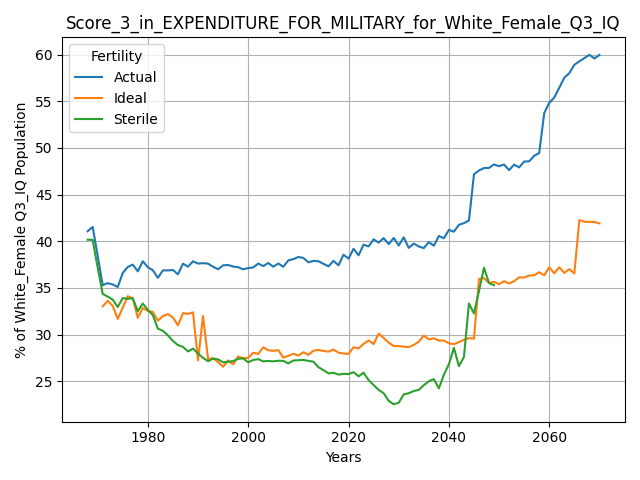 Score_3_in_EXPENDITURE_FOR_MILITARY_for_White_Female_Q3_IQ
Fertility
Actual
Ideal
Sterile
% of White_Female Q3_IQ Population
60
55
50
45
40
35
30
25
1980
2000
2020
2040
2060
Years